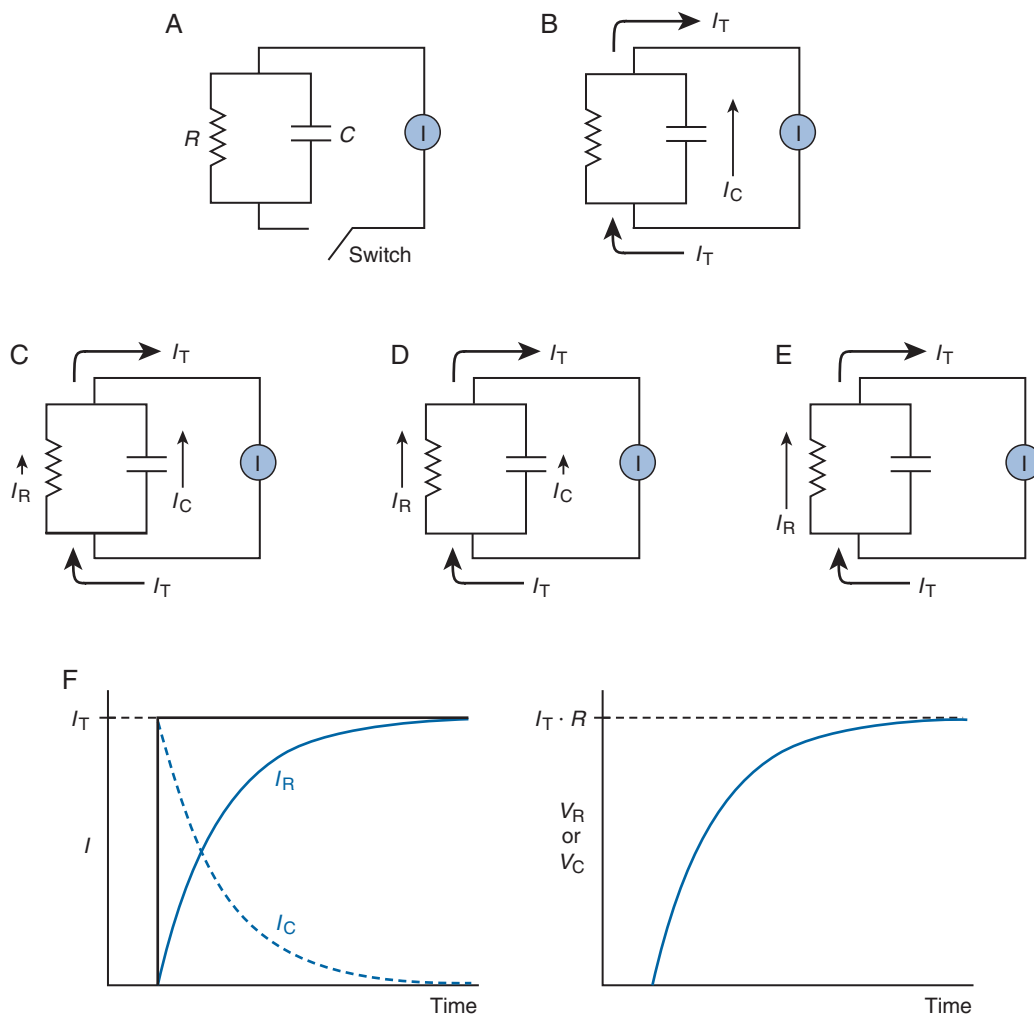 A
R
C
I
Switch
B
I_T
I_C
I
I_T
C
I_T
I_R
I_C
I
I_T
D
I_T
I_R
I_C
I
I_T
E
I_T
I_R
I
I_T
F
I_T
I
I_R
I_C
Time
I_T · R
V_R
or
V_C
Time